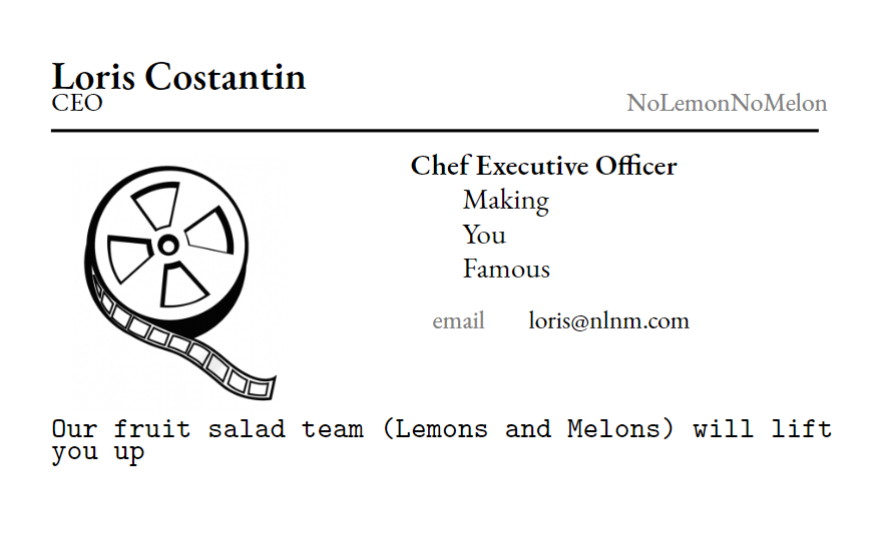 Loris Costantin
CEO
NoLemonNoMelon
Chef Executive Officer
Making
You
Famous
email loris@nlnm.com
Our fruit salad team (Lemons and Melons) will lift
you up